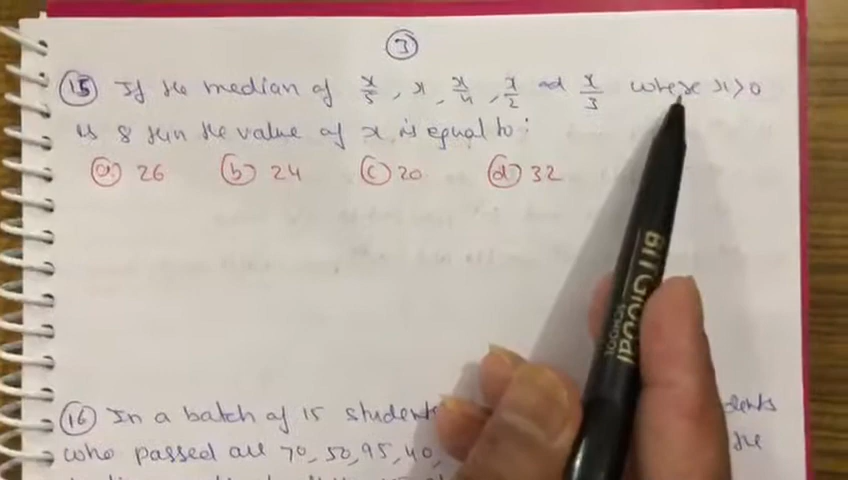 3
15 If the median of x/5, x, x/4, x/2 and x/3 where x>0
is 8 then the value of x is equal to:
(a) 26 (b) 24 (c) 20 (d) 32
BIT Global
SCHOOL
16 In a batch of 15 students dents
who passed are 70, 50, 95, 40, the